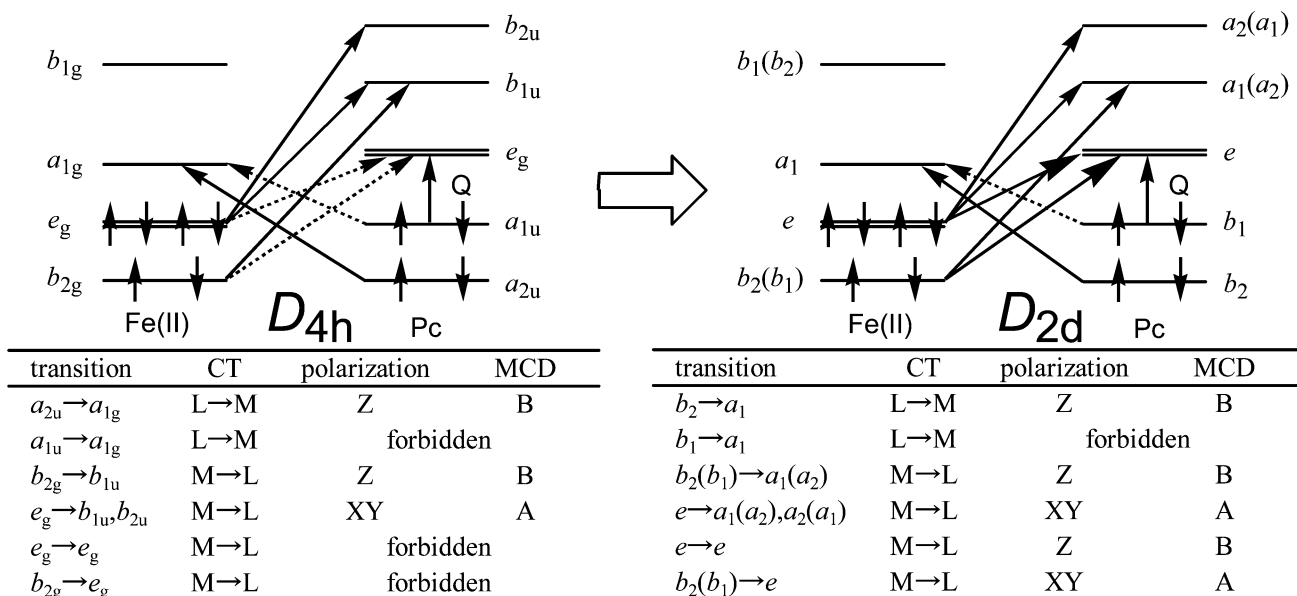 b2u
b1g
b1u
a1g
eg
Q
eg
a1u
b2g
a2u
Fe(II)
D4h
Pc
transition CT polarization MCD
a2u→a1g L→M Z B
a1u→a1g L→M forbidden
b2g→b1u M→L Z B
eg→b1u,b2u M→L XY A
eg→eg M→L forbidden
b2g→eg M→L forbidden
a2(a1)
b1(b2)
a1(a2)
a1
e
Q
e
b1
b2(b1)
b2
Fe(II)
D2d
Pc
transition CT polarization MCD
b2→a1 L→M Z B
b1→a1 L→M forbidden
b2(b1)→a1(a2) M→L Z B
e→a1(a2),a2(a1) M→L XY A
e→e M→L Z B
b2(b1)→e M→L XY A